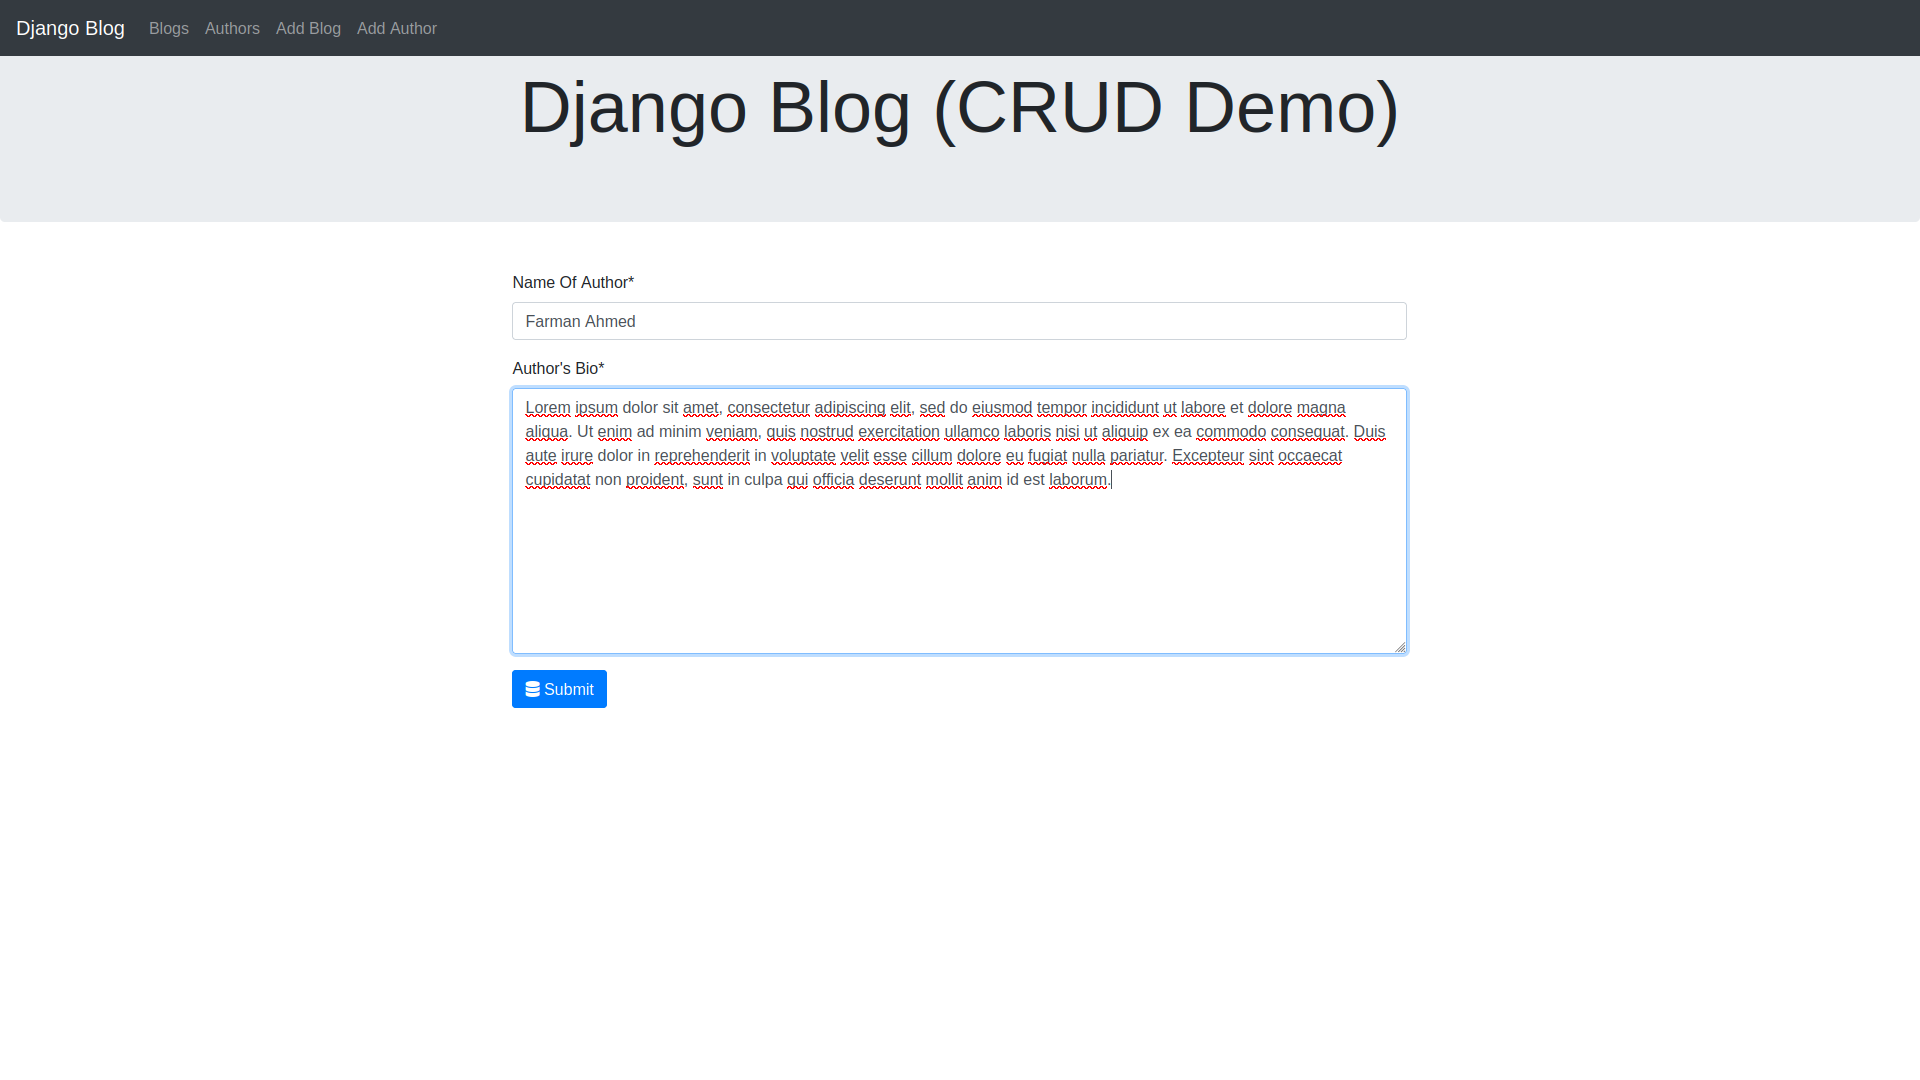 Django Blog Blogs Authors Add Blog Add Author
Django Blog (CRUD Demo)
Name Of Author*
Farman Ahmed
Author's Bio*
Lorem ipsum dolor sit amet, consectetur adipiscing elit, sed do eiusmod tempor incididunt ut labore et dolore magna
aliqua. Ut enim ad minim veniam, quis nostrud exercitation ullamco laboris nisi ut aliquip ex ea commodo consequat. Duis
aute irure dolor in reprehenderit in voluptate velit esse cillum dolore eu fugiat nulla pariatur. Excepteur sint occaecat
cupidatat non proident, sunt in culpa qui officia deserunt mollit anim id est laborum.
Submit